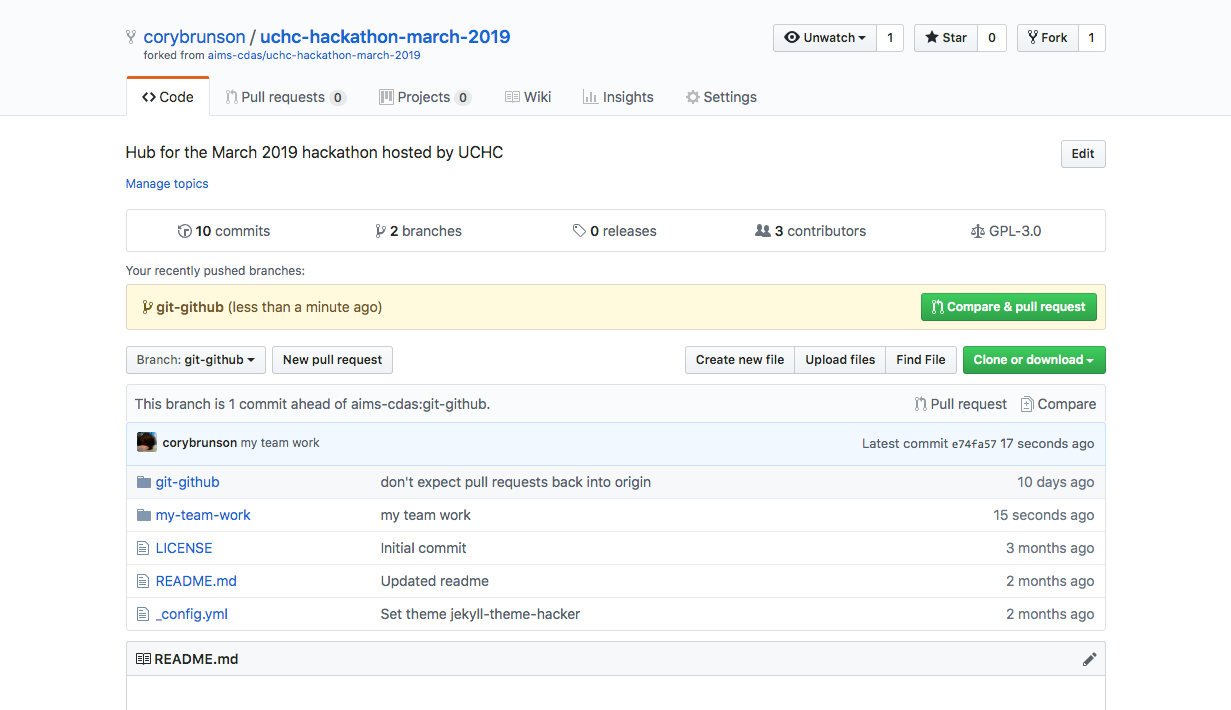 corybrunson / uchc-hackathon-march-2019
Unwatch 1 Star 0 Fork 1
forked from aims-cdas/uchc-hackathon-march-2019
Code Pull requests 0 Projects 0 Wiki Insights Settings
Hub for the March 2019 hackathon hosted by UCHC
Edit
Manage topics
10 commits 2 branches 0 releases 3 contributors GPL-3.0
Your recently pushed branches:
git-github (less than a minute ago) Compare & pull request
Branch: git-github New pull request Create new file Upload files Find File Clone or download
This branch is 1 commit ahead of aims-cdas:git-github. Pull request Compare
corybrunson my team work Latest commit e74fa57 17 seconds ago
git-github don't expect pull requests back into origin 10 days ago
my-team-work my team work 15 seconds ago
LICENSE Initial commit 3 months ago
README.md Updated readme 2 months ago
_config.yml Set theme jekyll-theme-hacker 2 months ago
README.md